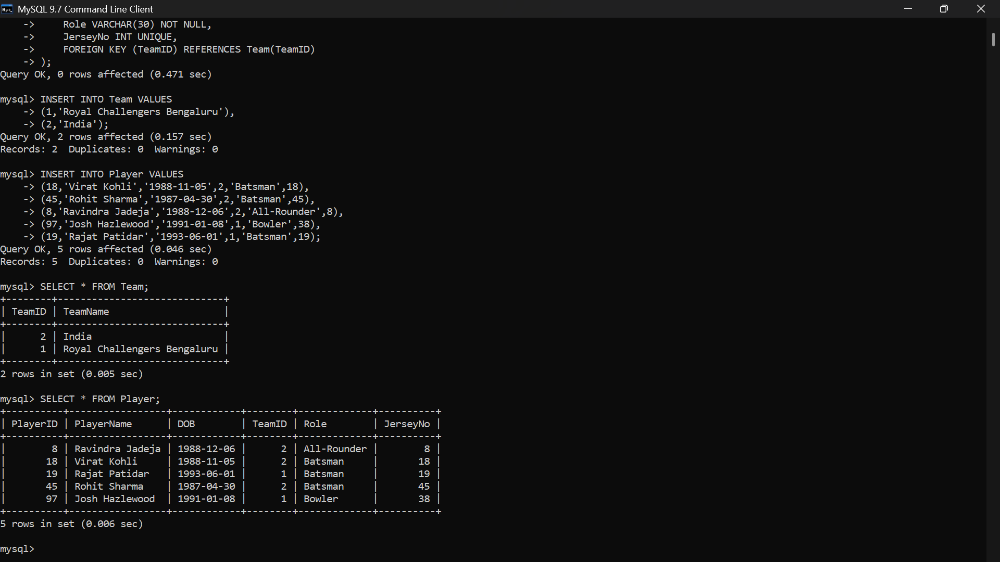 MySQL 9.7 Command Line Client
    ->     Role VARCHAR(30) NOT NULL,
    ->     JerseyNo INT UNIQUE,
    ->     FOREIGN KEY (TeamID) REFERENCES Team(TeamID)
    -> );
Query OK, 0 rows affected (0.471 sec)

mysql> INSERT INTO Team VALUES
    -> (1,'Royal Challengers Bengaluru'),
    -> (2,'India');
Query OK, 2 rows affected (0.157 sec)
Records: 2  Duplicates: 0  Warnings: 0

mysql> INSERT INTO Player VALUES
    -> (18,'Virat Kohli','1988-11-05',2,'Batsman',18),
    -> (45,'Rohit Sharma','1987-04-30',2,'Batsman',45),
    -> (8,'Ravindra Jadeja','1988-12-06',2,'All-Rounder',8),
    -> (97,'Josh Hazlewood','1991-01-08',1,'Bowler',38),
    -> (19,'Rajat Patidar','1993-06-01',1,'Batsman',19);
Query OK, 5 rows affected (0.046 sec)
Records: 5  Duplicates: 0  Warnings: 0

mysql> SELECT * FROM Team;
+--------+-----------------------------+
| TeamID | TeamName                    |
+--------+-----------------------------+
|      2 | India                       |
|      1 | Royal Challengers Bengaluru |
+--------+-----------------------------+
2 rows in set (0.005 sec)

mysql> SELECT * FROM Player;
+----------+-----------------+------------+--------+-------------+----------+
| PlayerID | PlayerName      | DOB        | TeamID | Role        | JerseyNo |
+----------+-----------------+------------+--------+-------------+----------+
|        8 | Ravindra Jadeja | 1988-12-06 |      2 | All-Rounder |        8 |
|       18 | Virat Kohli     | 1988-11-05 |      2 | Batsman     |       18 |
|       19 | Rajat Patidar   | 1993-06-01 |      1 | Batsman     |       19 |
|       45 | Rohit Sharma    | 1987-04-30 |      2 | Batsman     |       45 |
|       97 | Josh Hazlewood  | 1991-01-08 |      1 | Bowler      |       38 |
+----------+-----------------+------------+--------+-------------+----------+
5 rows in set (0.006 sec)

mysql>